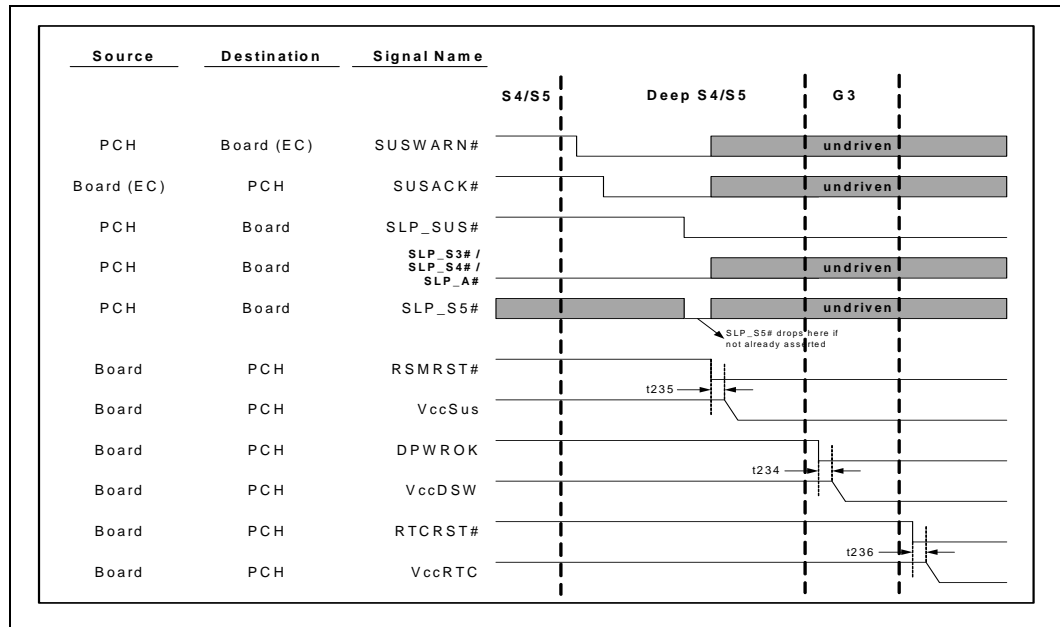 Source Destination Signal Name
S4/S5 Deep S4/S5 G3
PCH Board (EC) SUSWARN# undriven
Board (EC) PCH SUSACK# undriven
PCH Board SLP_SUS#
PCH Board SLP_S3# /
SLP_S4# /
SLP_A# undriven
PCH Board SLP_S5# undriven
SLP_S5# drops here if
not already asserted
Board PCH RSMRST#
t235
Board PCH VccSus
Board PCH DPWROK
t234
Board PCH VccDSW
Board PCH RTCRST#
t236
Board PCH VccRTC